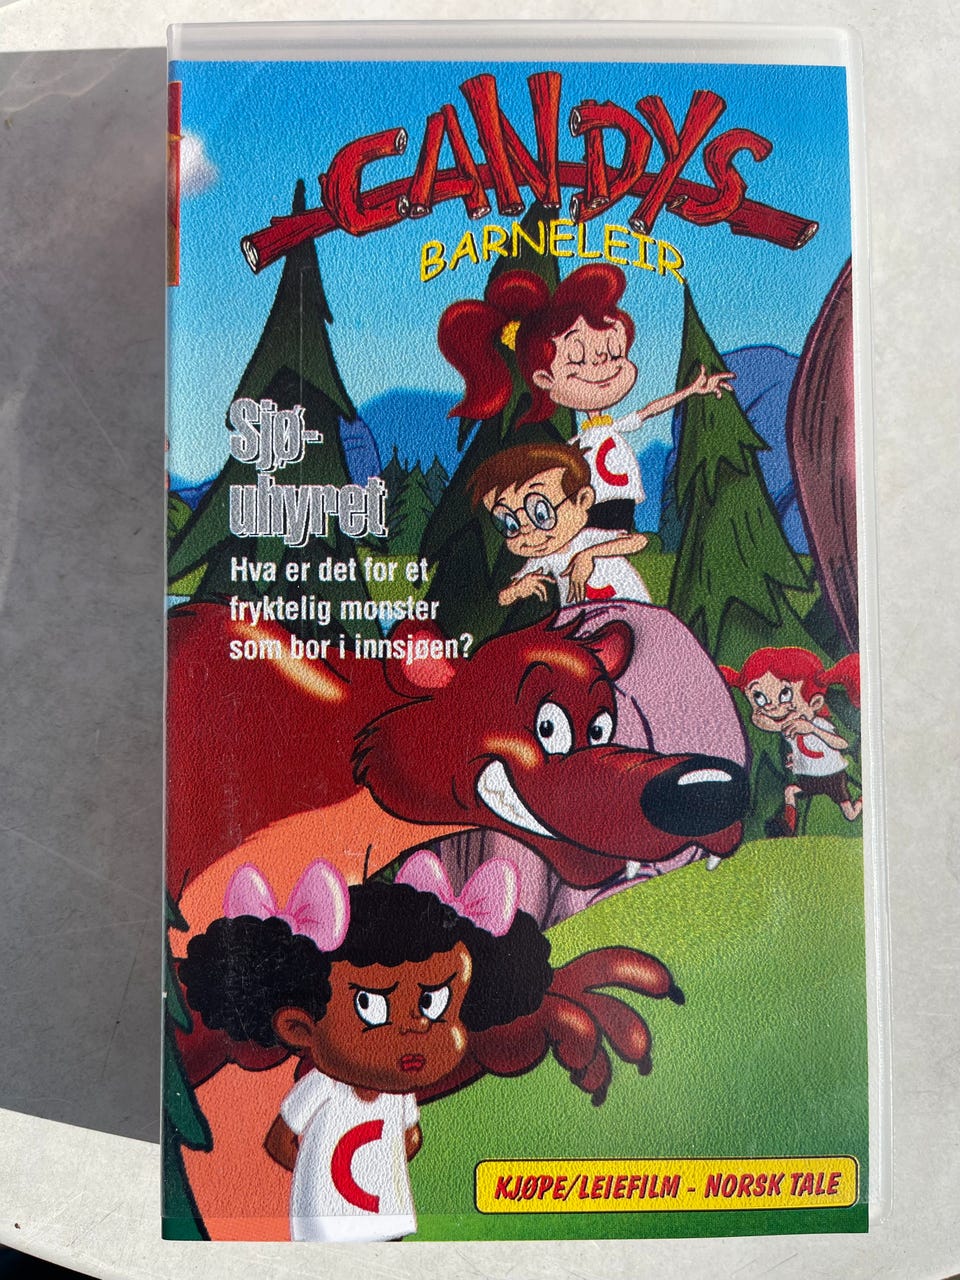 CANDYS
BARNELEIR
Sjø-
uhyret
Hva er det for et
fryktelig monster
som bor i innsjøen?
C
C
C
C
KJØPE/LEIEFILM - NORSK TALE